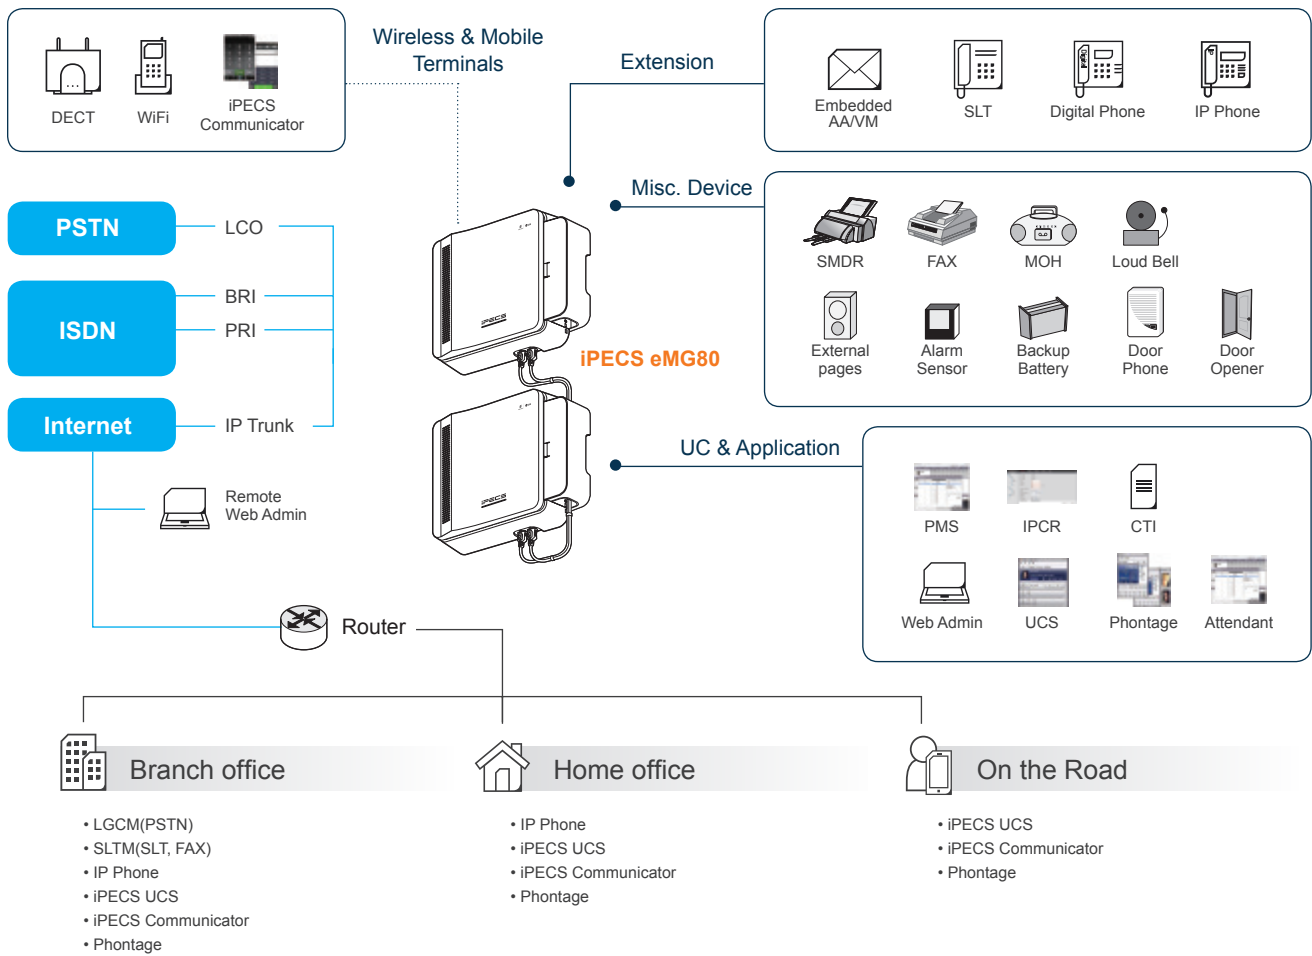 Wireless & Mobile
Terminals
DECT
WiFi
iPECS
Communicator
Extension
Embedded
AA/VM
SLT
Digital
Digital Phone
IP Phone
Misc. Device
SMDR
FAX
MOH
Loud Bell
External
pages
Alarm
Sensor
Backup
Battery
Door
Phone
Door
Opener
PSTN
LCO
ISDN
BRI
PRI
Internet
IP Trunk
Remote
Web Admin
iPECS
iPECS eMG80
iPECS
UC & Application
PMS
IPCR
CTI
Web Admin
UCS
Phontage
Attendant
Router
Branch office
• LGCM(PSTN)
• SLTM(SLT, FAX)
• IP Phone
• iPECS UCS
• iPECS Communicator
• Phontage
Home office
• IP Phone
• iPECS UCS
• iPECS Communicator
• Phontage
On the Road
• iPECS UCS
• iPECS Communicator
• Phontage